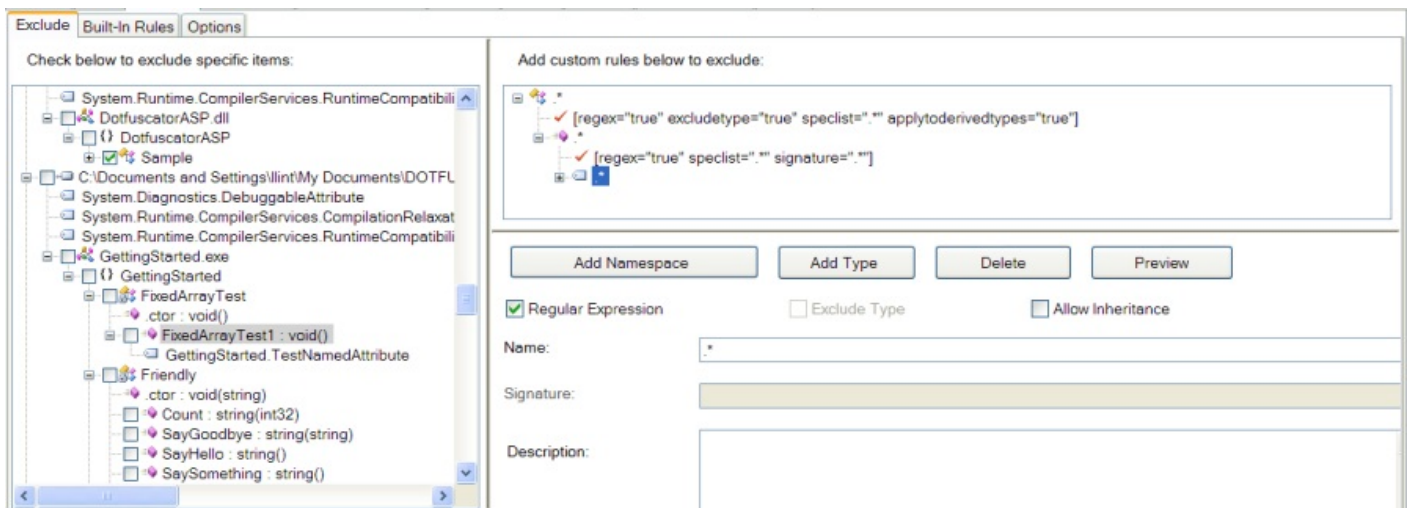 Exclude Built-In Rules Options
Check below to exclude specific items:
System.Runtime.CompilerServices.RuntimeCompatibili
DotfuscatorASP.dll
{} DotfuscatorASP
Sample
C:\Documents and Settings\llint\My Documents\DOTFU
System.Diagnostics.DebuggableAttribute
System.Runtime.CompilerServices.CompilationRelaxat
System.Runtime.CompilerServices.RuntimeCompatibili
GettingStarted.exe
{} GettingStarted
FixedArrayTest
.ctor : void()
FixedArrayTest1 : void()
GettingStarted.TestNamedAttribute
Friendly
.ctor : void(string)
Count : string(int32)
SayGoodbye : string(string)
SayHello : string()
SaySomething : string()
Add custom rules below to exclude:
.*
[regex="true" excludetype="true" speclist=".*" applytoderivedtypes="true"]
.*
[regex="true" speclist=".*" signature=".*"]
.*
Add Namespace Add Type Delete Preview
Regular Expression Exclude Type Allow Inheritance
Name: .*
Signature:
Description: